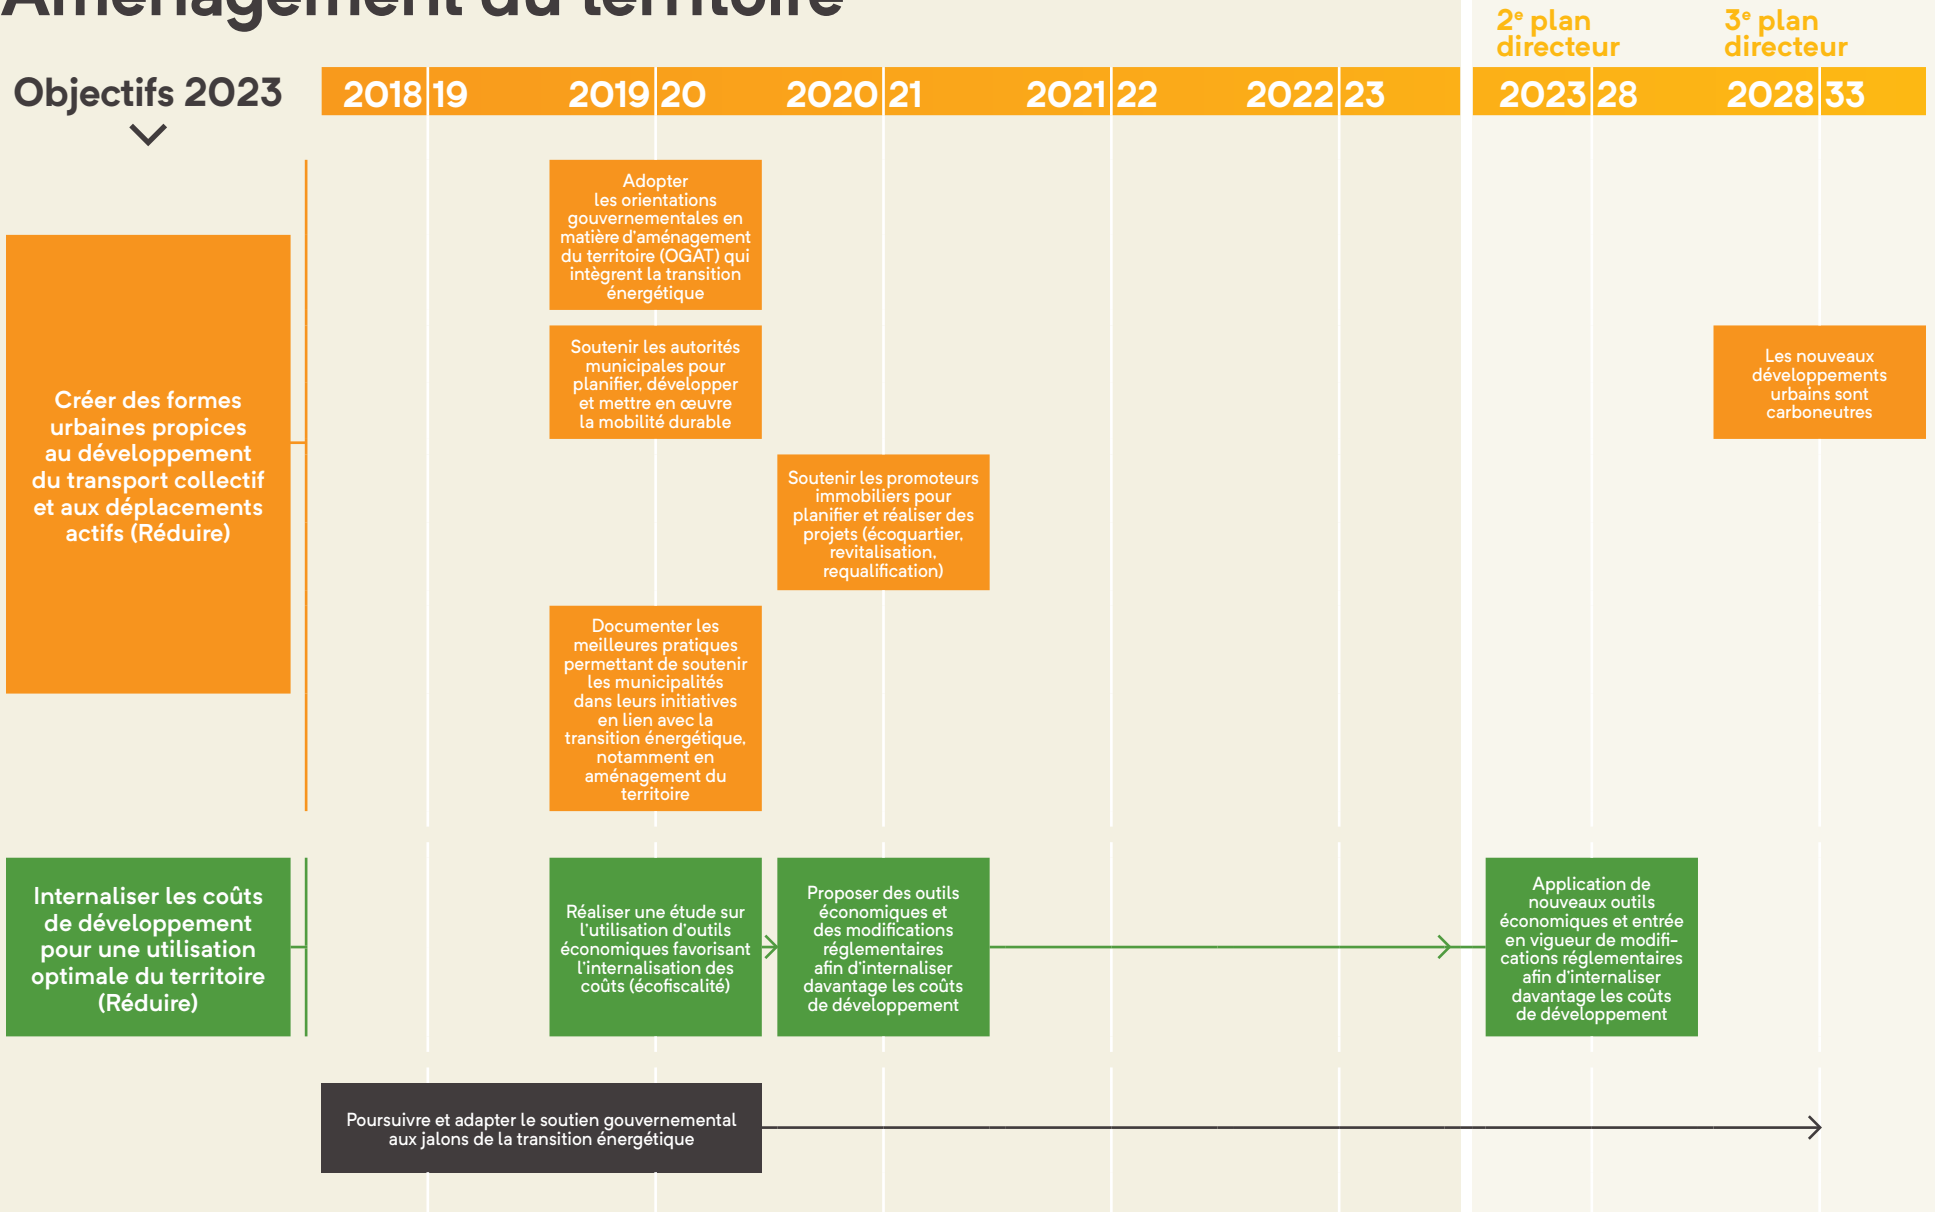 Aménagement du territoire
2e plan
directeur
3e plan
directeur
Objectifs 2023
2018 19
2019 20
2020 21
2021 22
2022 23
2023 28
2028 33
Créer des formes
urbaines propices
au développement
du transport collectif
et aux déplacements
actifs (Réduire)
Adopter
les orientations
gouvernementales en
matière d'aménagement
du territoire (OGAT) qui
intègrent la transition
énergétique
Soutenir les autorités
municipales pour
planifier, développer
et mettre en œuvre
la mobilité durable
Les nouveaux
développements
urbains sont
carboneutres
Soutenir les promoteurs
immobiliers pour
planifier et réaliser des
projets (écoquartier,
revitalisation,
requalification)
Documenter les
meilleures pratiques
permettant de soutenir
les municipalités
dans leurs initiatives
en lien avec la
transition énergétique,
notamment en
aménagement du
territoire
Internaliser les coûts
de développement
pour une utilisation
optimale du territoire
(Réduire)
Réaliser une étude sur
l'utilisation d'outils
économiques favorisant
l'internalisation des
coûts (écofiscalité)
Proposer des outils
économiques et
des modifications
réglementaires
afin d'internaliser
davantage les coûts
de développement
Application de
nouveaux outils
économiques et entrée
en vigueur de modifi-
cations réglementaires
afin d'internaliser
davantage les coûts
de développement
Poursuivre et adapter le soutien gouvernemental
aux jalons de la transition énergétique